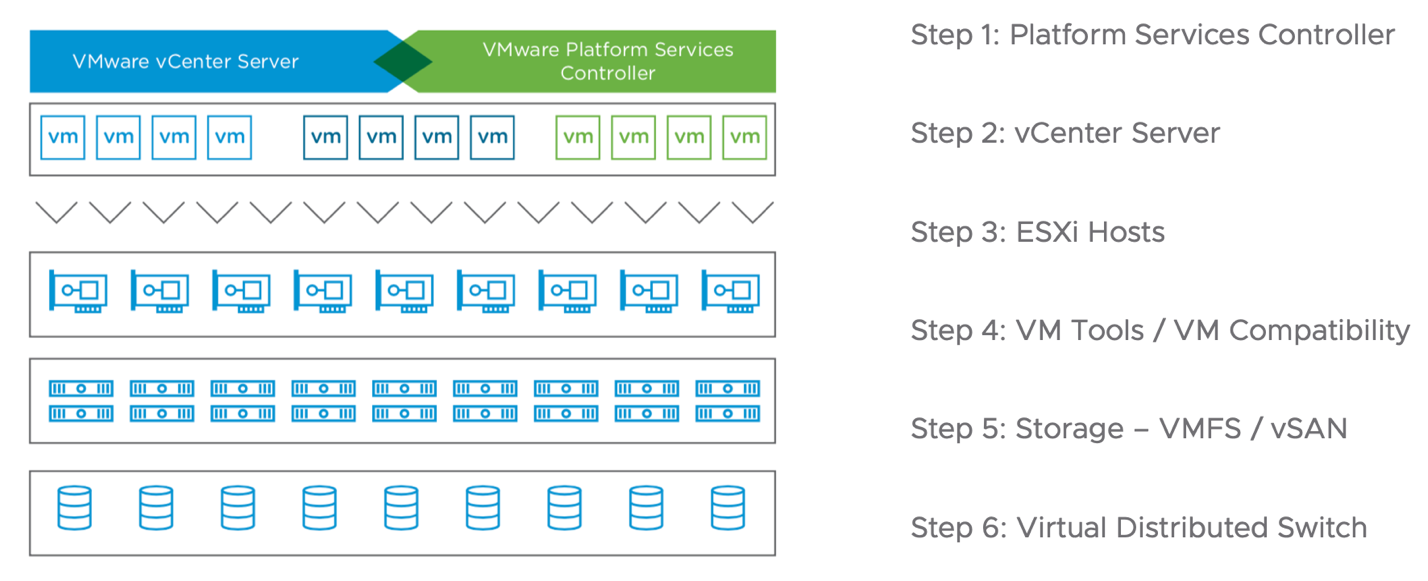 VMware vCenter Server
VMware Platform Services
Controller
vm vm vm vm vm vm vm vm vm vm vm vm
Step 1: Platform Services Controller
Step 2: vCenter Server
Step 3: ESXi Hosts
Step 4: VM Tools / VM Compatibility
Step 5: Storage – VMFS / vSAN
Step 6: Virtual Distributed Switch